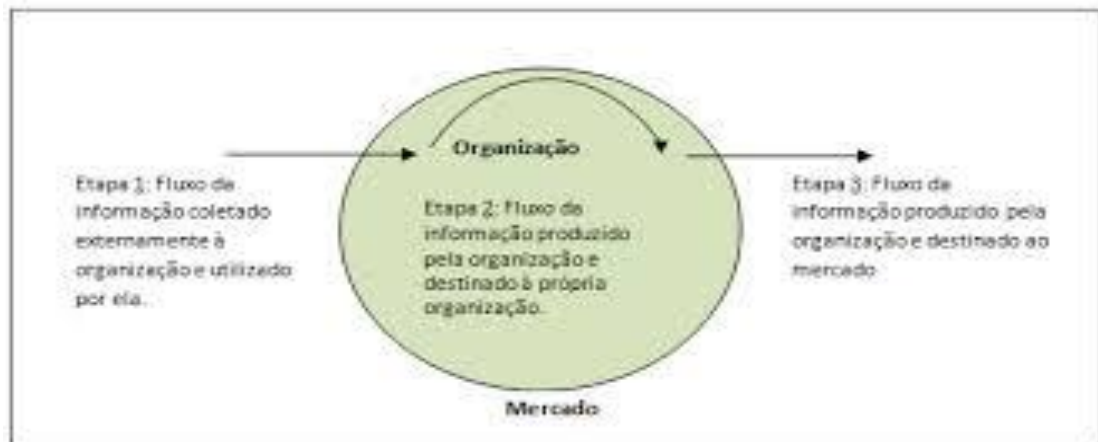 Organização
Etapa 1: Fluxo da
informação coletado
externamente à
organização e utilizado
por ela.
Etapa 2: Fluxo da
informação produzido
pela organização e
destinado à própria
organização.
Etapa 3: Fluxo da
informação produzido pela
organização e destinado ao
mercado
Mercado